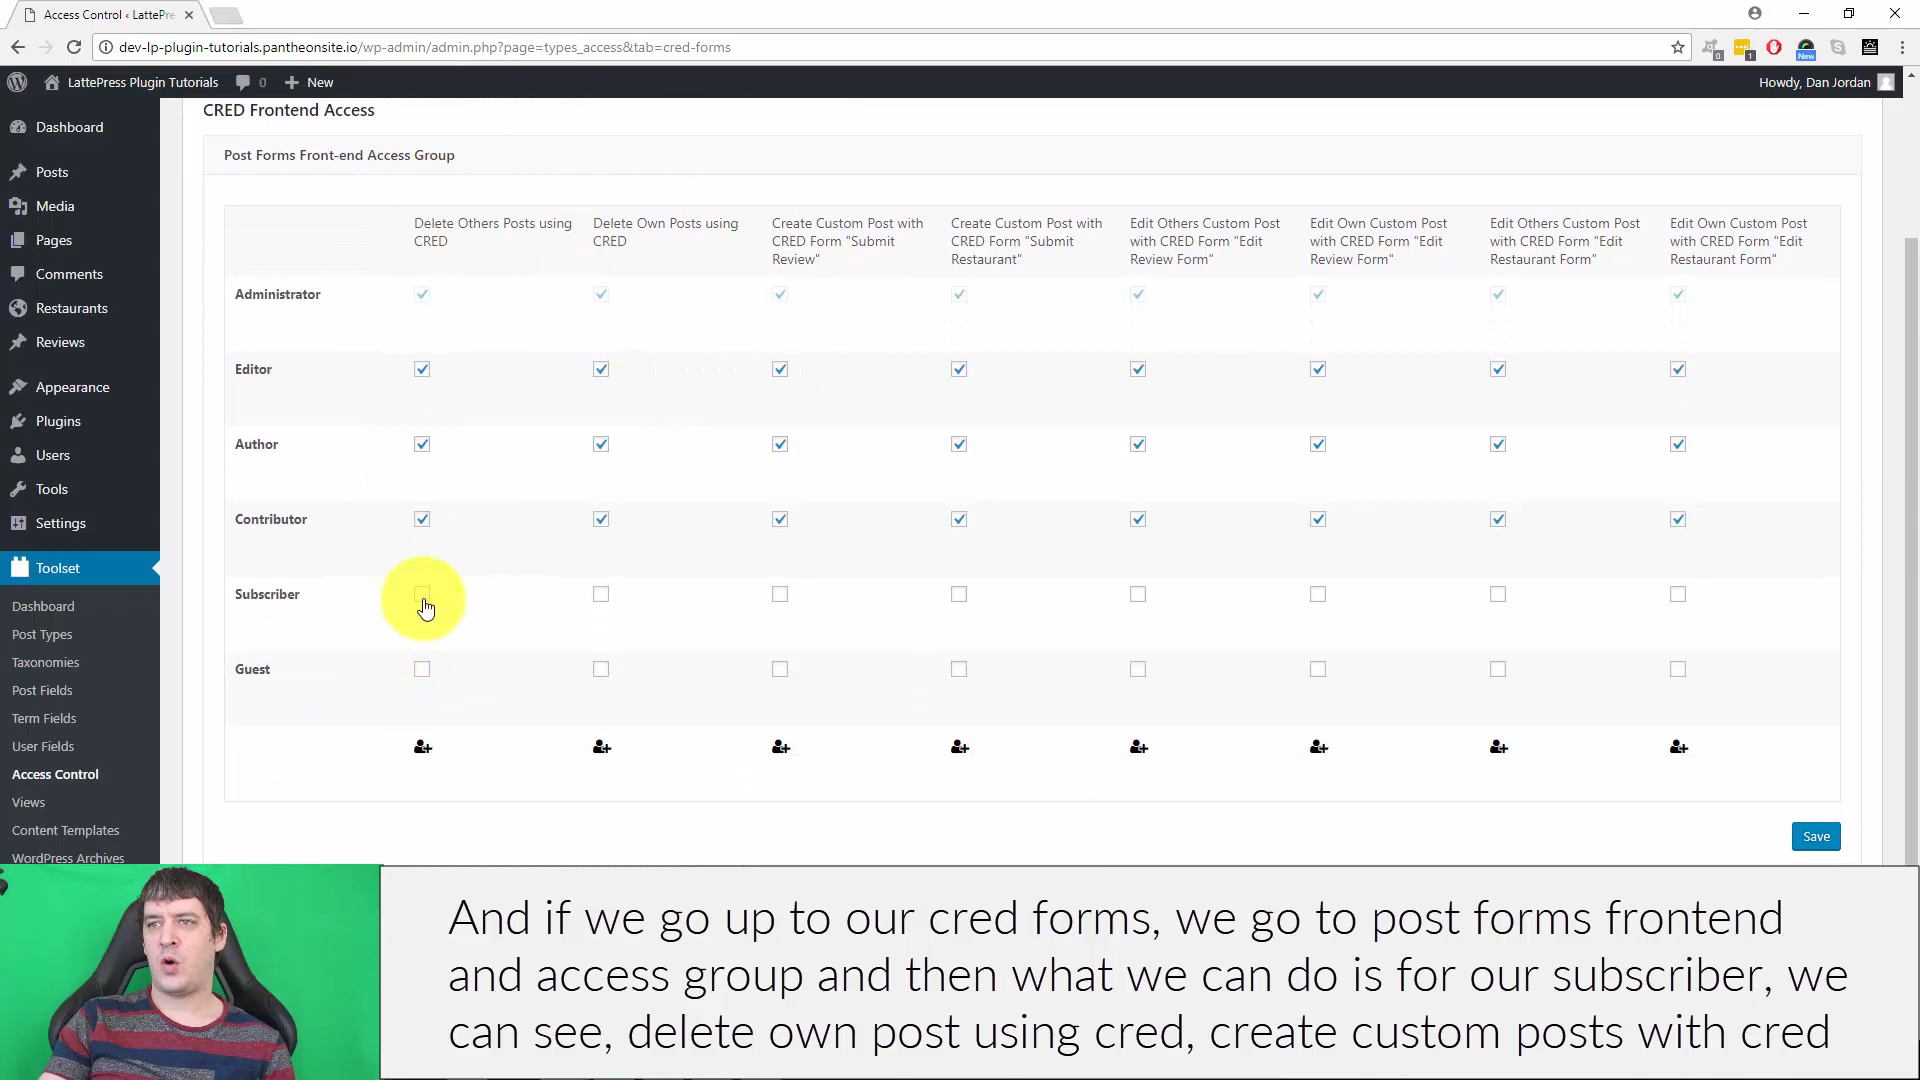 Access Control ‹ LattePre
dev-lp-plugin-tutorials.pantheonsite.io/wp-admin/admin.php?page=types_access&tab=cred-forms
0
1
New
LattePress Plugin Tutorials
0
New
Howdy, Dan Jordan
Dashboard
Posts
Media
Pages
Comments
Restaurants
Reviews
Appearance
Plugins
Users
Tools
Settings
Toolset
Dashboard
Post Types
Taxonomies
Post Fields
Term Fields
User Fields
Access Control
Views
Content Templates
WordPress Archives
CRED Frontend Access
Post Forms Front-end Access Group
Delete Others Posts using
CRED
Delete Own Posts using
CRED
Create Custom Post with
CRED Form "Submit
Review"
Create Custom Post with
CRED Form "Submit
Restaurant"
Edit Others Custom Post
with CRED Form "Edit
Review Form"
Edit Own Custom Post
with CRED Form "Edit
Review Form"
Edit Others Custom Post
with CRED Form "Edit
Restaurant Form"
Edit Own Custom Post
with CRED Form "Edit
Restaurant Form"
Administrator
Editor
Author
Contributor
Subscriber
Guest
Save
And if we go up to our cred forms, we go to post forms frontend
and access group and then what we can do is for our subscriber, we
can see, delete own post using cred, create custom posts with cred